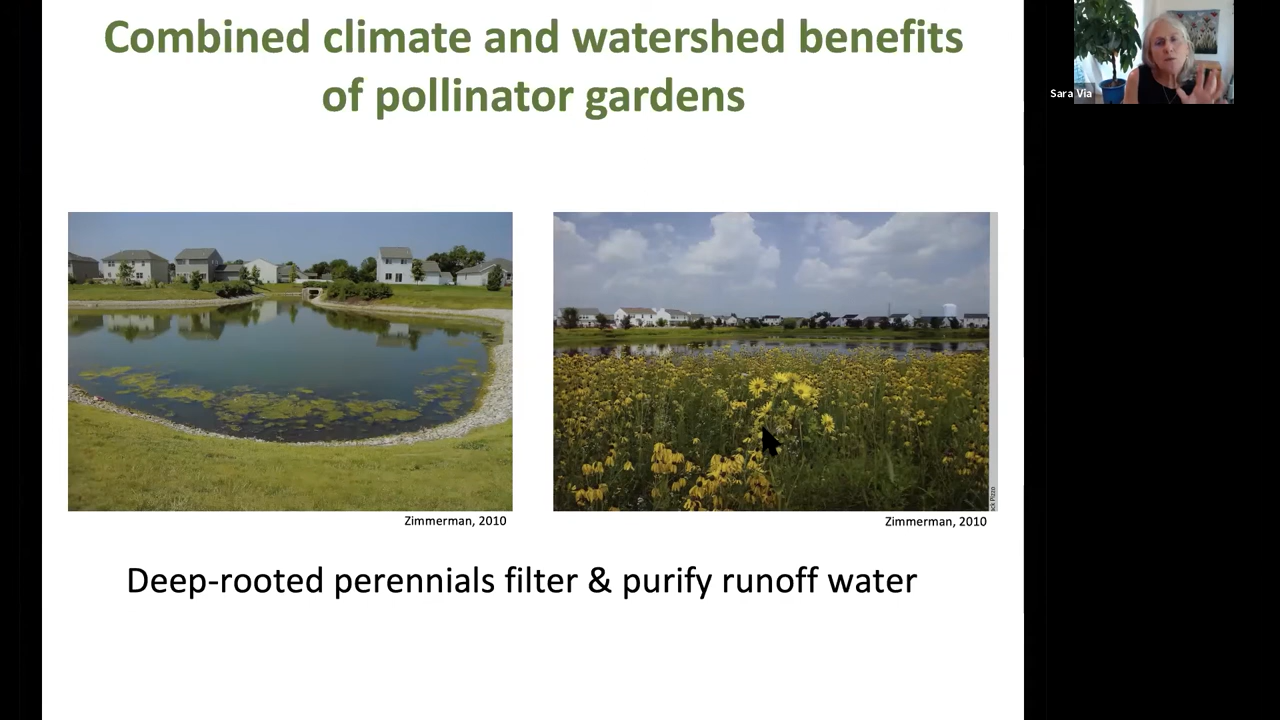 Combined climate and watershed benefits
of pollinator gardens
Sara Via
Zimmerman, 2010
Zimmerman, 2010
Deep-rooted perennials filter & purify runoff water